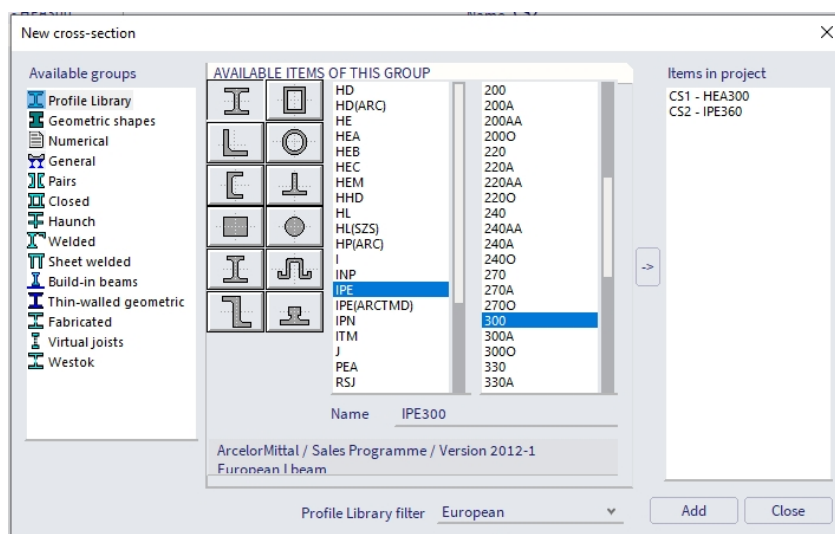 HEA300
Name CS
New cross-section
Available groups
Profile Library
Geometric shapes
Numerical
General
Pairs
Closed
Haunch
Welded
Sheet welded
Build-in beams
Thin-walled geometric
Fabricated
Virtual joists
Westok
AVAILABLE ITEMS OF THIS GROUP
HD
HD(ARC)
HE
HEA
HEB
HEC
HEM
HHD
HL
HL(SZS)
HP(ARC)
I
INP
IPE
IPE(ARCTMD)
IPN
ITM
J
PEA
RSJ
200
200A
200AA
200O
220
220A
220AA
220O
240
240AA
240A
240O
270
270A
270O
300
300A
300O
330
330A
Name IPE300
ArcelorMittal / Sales Programme / Version 2012-1
European I beam
->
Items in project
CS1 - HEA300
CS2 - IPE360
Profile Library filter European
Add
Close